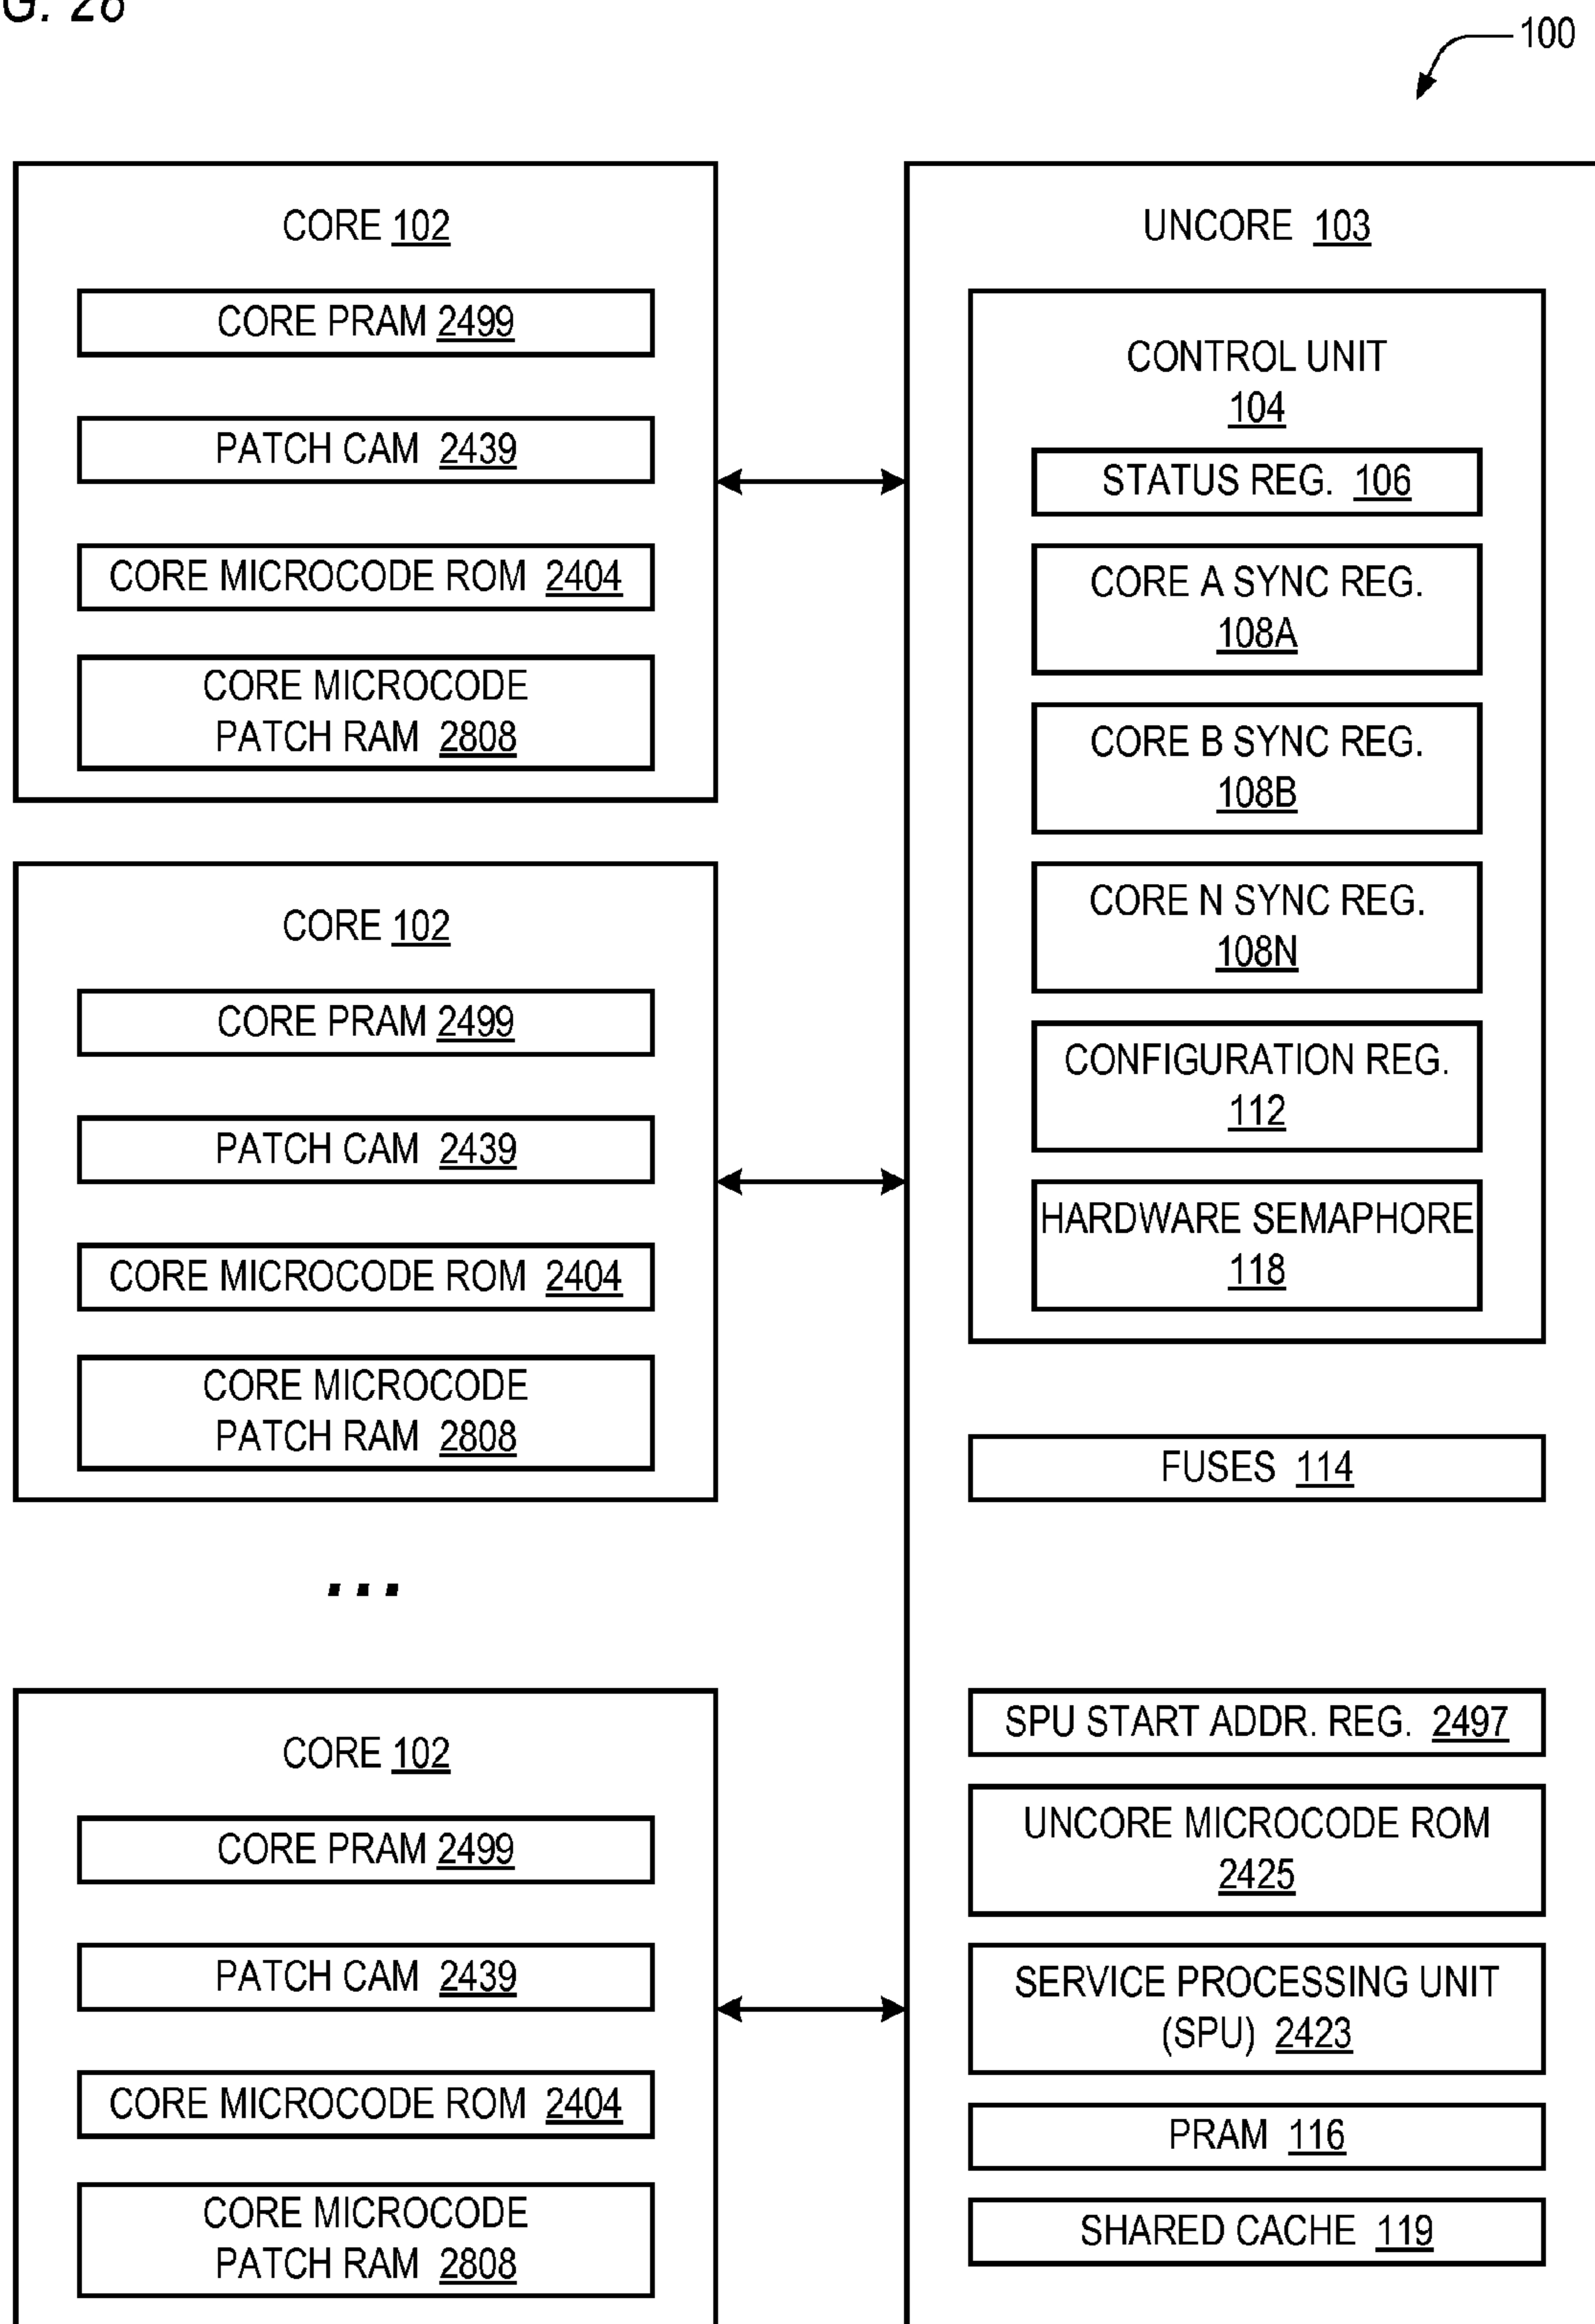 G. 28
100
CORE 102
CORE PRAM 2499
PATCH CAM 2439
CORE MICROCODE ROM 2404
CORE MICROCODE
PATCH RAM 2808
CORE 102
CORE PRAM 2499
PATCH CAM 2439
CORE MICROCODE ROM 2404
CORE MICROCODE
PATCH RAM 2808
...
CORE 102
CORE PRAM 2499
PATCH CAM 2439
CORE MICROCODE ROM 2404
CORE MICROCODE
PATCH RAM 2808
UNCORE 103
CONTROL UNIT
104
STATUS REG. 106
CORE A SYNC REG.
108A
CORE B SYNC REG.
108B
CORE N SYNC REG.
108N
CONFIGURATION REG.
112
HARDWARE SEMAPHORE
118
FUSES 114
SPU START ADDR. REG. 2497
UNCORE MICROCODE ROM
2425
SERVICE PROCESSING UNIT
(SPU) 2423
PRAM 116
SHARED CACHE 119